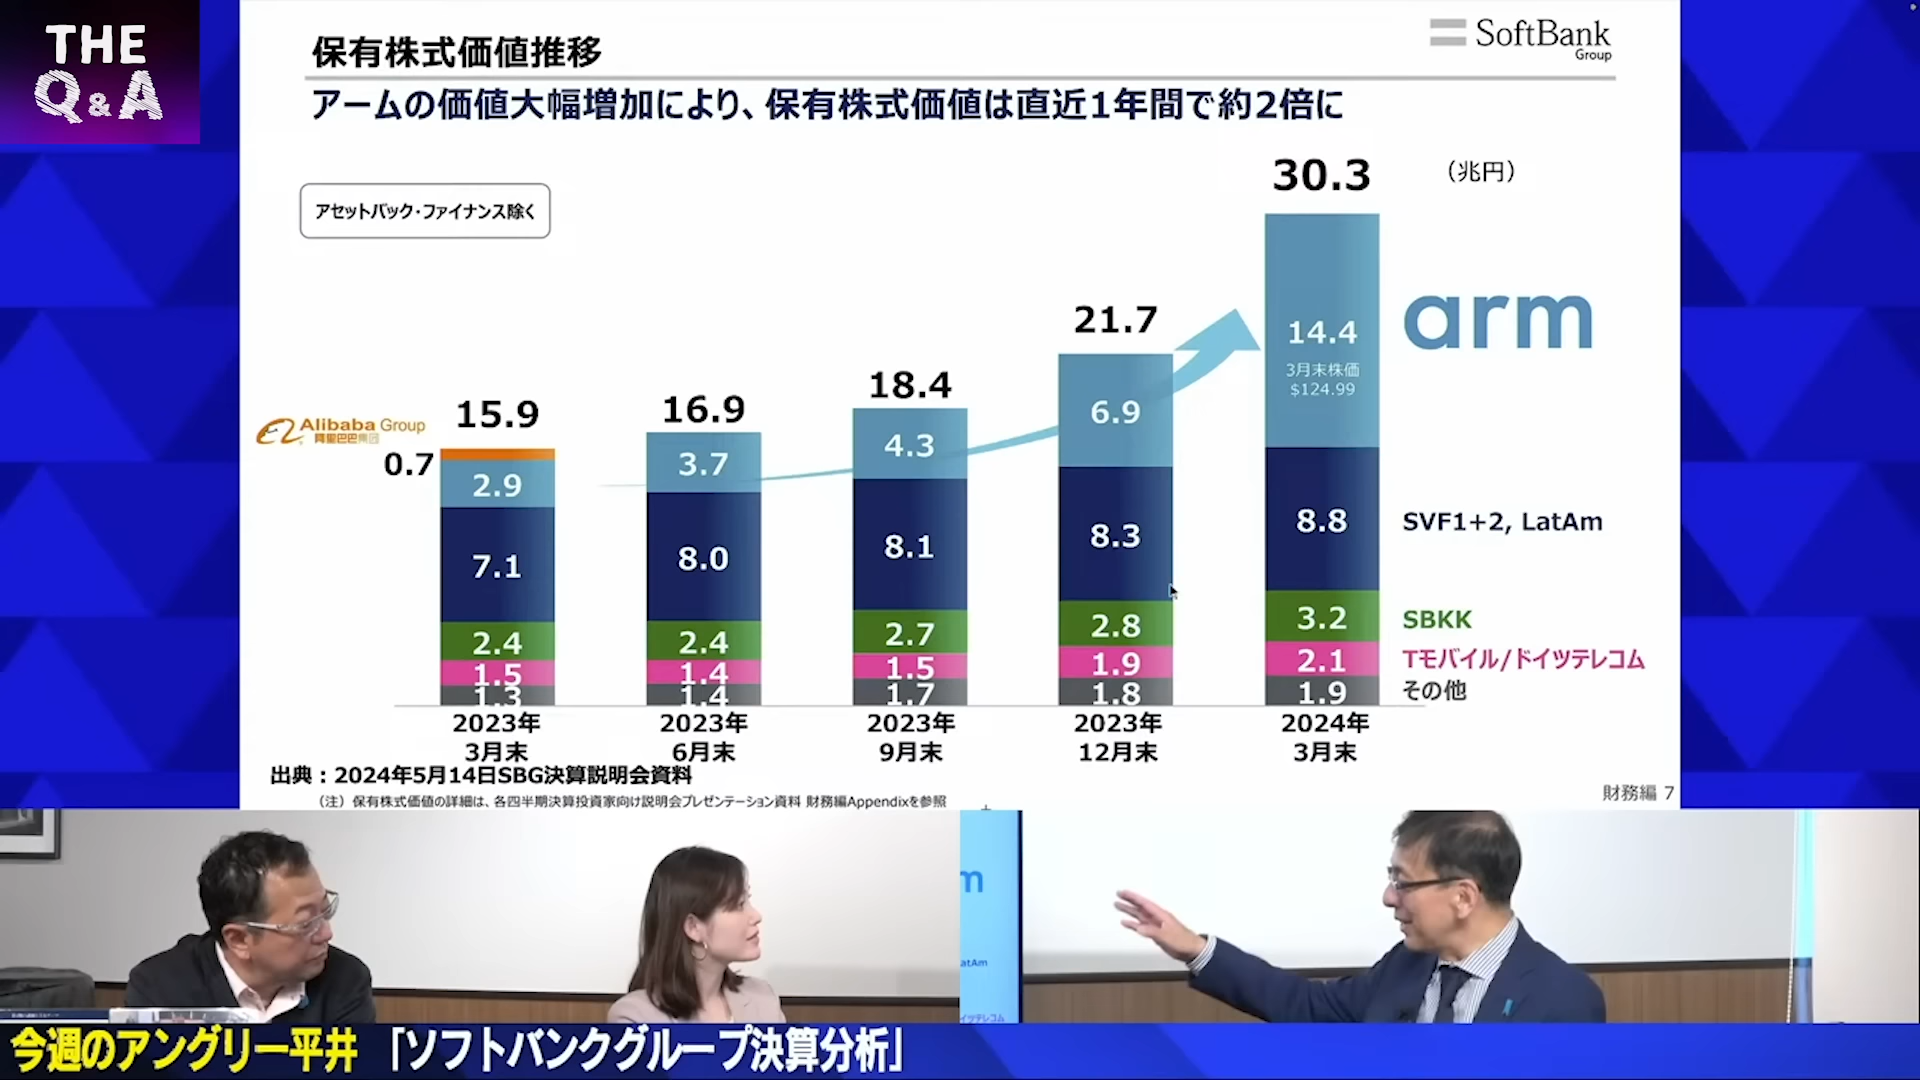 THE
Q&A
保有株式価値推移
SoftBank
Group
アームの価値大幅増加により、保有株式価値は直近1年間で約2倍に
アセットバック・ファイナンス除く
(兆円)
30.3
14.4
3月末株価
$124.99
arm
21.7
6.9
18.4
4.3
16.9
3.7
15.9
Alibaba Group
阿里巴巴集团
0.7
2.9
7.1
8.0
8.1
8.3
8.8
SVF1+2, LatAm
2.4
2.4
2.7
2.8
3.2
SBKK
1.5
1.4
1.5
1.9
2.1
Tモバイル/ドイツテレコム
1.3
1.4
1.7
1.8
1.9
その他
2023年
3月末
2023年
6月末
2023年
9月末
2023年
12月末
2024年
3月末
出典：2024年5月14日SBG決算説明会資料
(注) 保有株式価値の詳細は、各四半期決算投資家向け説明会プレゼンテーション資料 財務編Appendixを参照
財務編 7
m
atAm
イツテレコム
今週のアングリー平井 「ソフトバンクグループ決算分析」